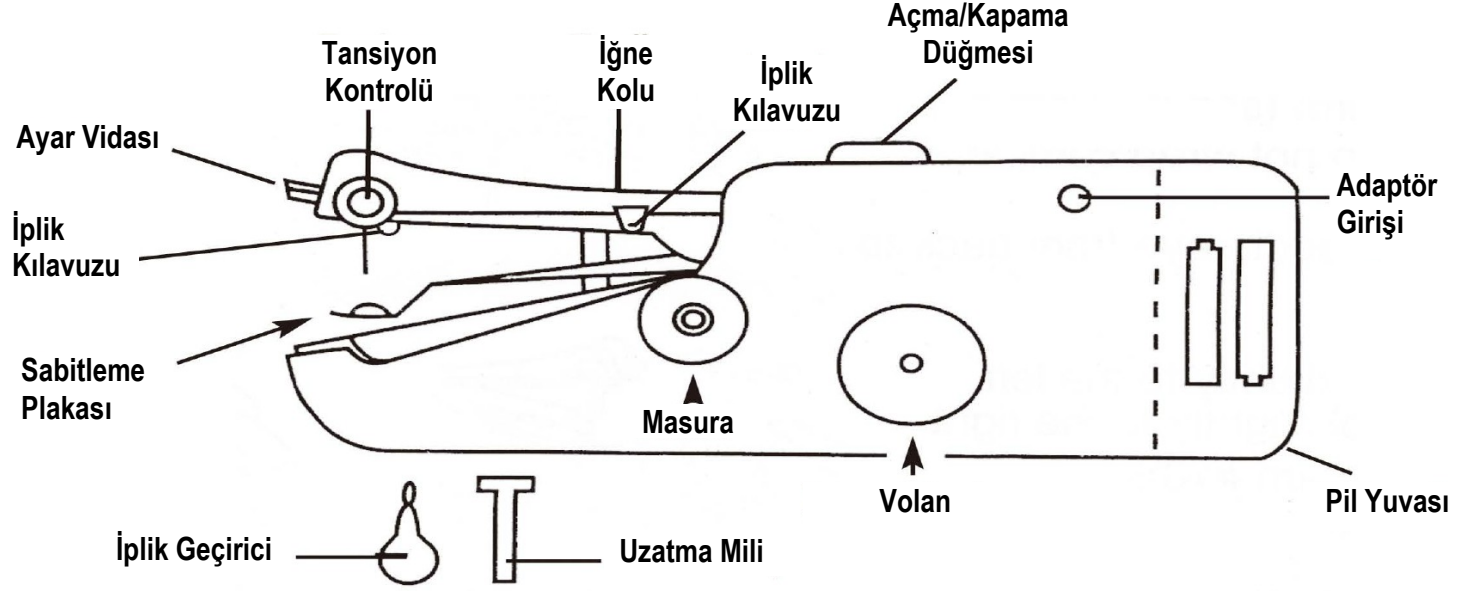 Açma/Kapama
Düğmesi
Tansiyon
Kontrolü
İğne
Kolu
İplik
Kılavuzu
Ayar Vidası
Adaptör
Girişi
İplik
Kılavuzu
Sabitleme
Plakası
Masura
Volan
Pil Yuvası
İplik Geçirici
Uzatma Mili